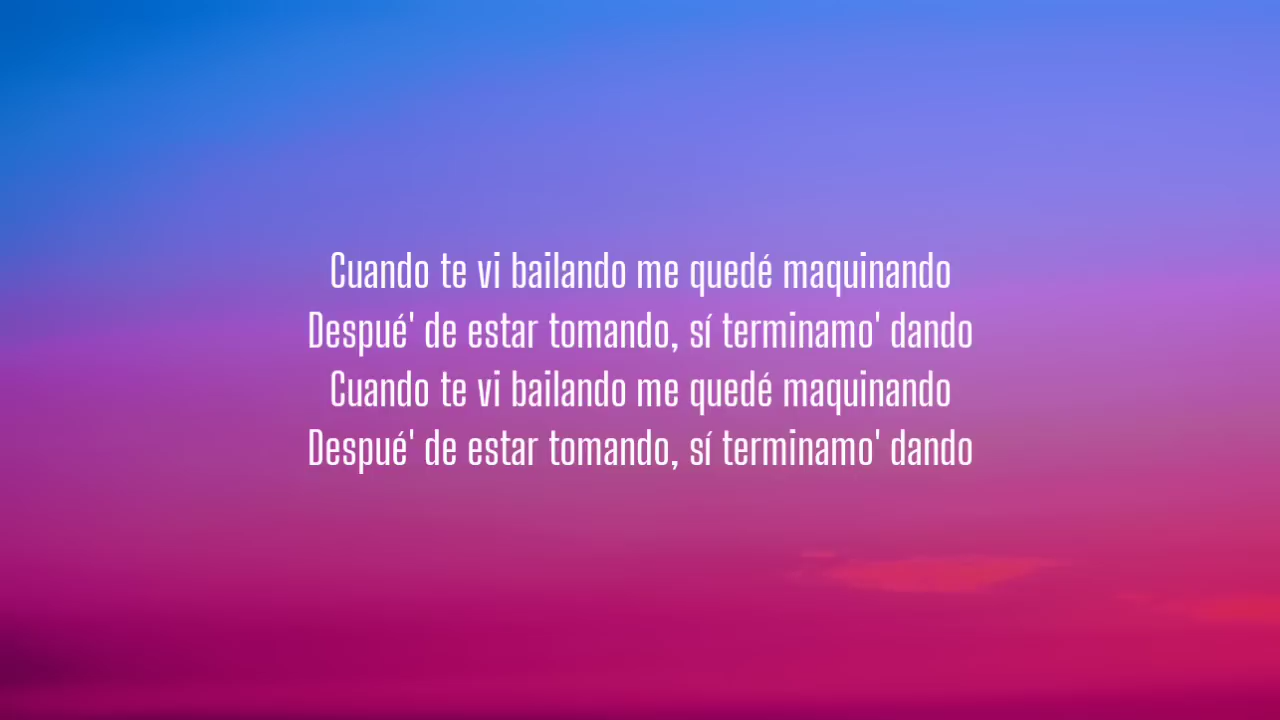 Cuando te vi bailando me quedé maquinando
Despué' de estar tomando, sí terminamo' dando
Cuando te vi bailando me quedé maquinando
Despué' de estar tomando, sí terminamo' dando